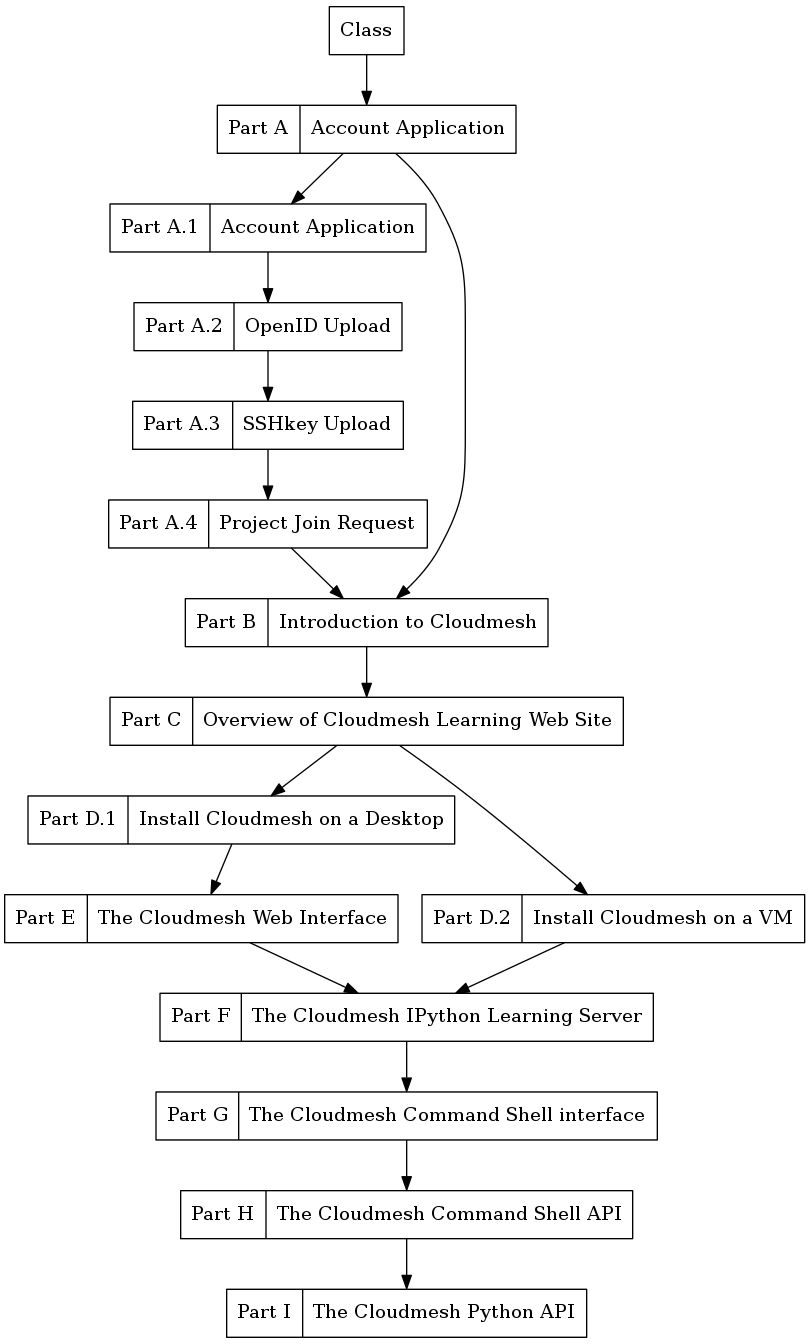 Class
Part A Account Application
Part A.1 Account Application
Part A.2 OpenID Upload
Part A.3 SSHkey Upload
Part A.4 Project Join Request
Part B Introduction to Cloudmesh
Part C Overview of Cloudmesh Learning Web Site
Part D.1 Install Cloudmesh on a Desktop
Part E The Cloudmesh Web Interface
Part D.2 Install Cloudmesh on a VM
Part F The Cloudmesh IPython Learning Server
Part G The Cloudmesh Command Shell interface
Part H The Cloudmesh Command Shell API
Part I The Cloudmesh Python API